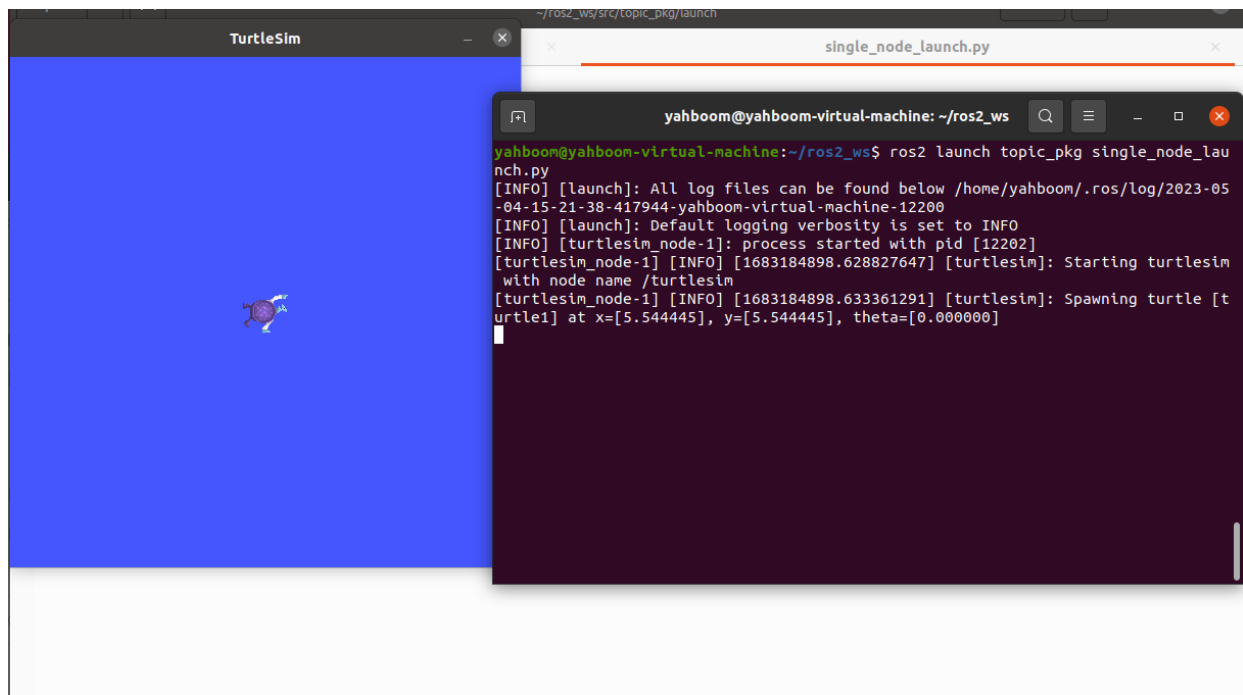 ~/ros2_ws/src/topic_pkg/launch
TurtleSim
single_node_launch.py
yahboom@yahboom-virtual-machine: ~/ros2_ws
yahboom@yahboom-virtual-machine:~/ros2_ws$ ros2 launch topic_pkg single_node_lau
nch.py
[INFO] [launch]: All log files can be found below /home/yahboom/.ros/log/2023-05
-04-15-21-38-417944-yahboom-virtual-machine-12200
[INFO] [launch]: Default logging verbosity is set to INFO
[INFO] [turtlesim_node-1]: process started with pid [12202]
[turtlesim_node-1] [INFO] [1683184898.628827647] [turtlesim]: Starting turtlesim
 with node name /turtlesim
[turtlesim_node-1] [INFO] [1683184898.633361291] [turtlesim]: Spawning turtle [t
urtle1] at x=[5.544445], y=[5.544445], theta=[0.000000]